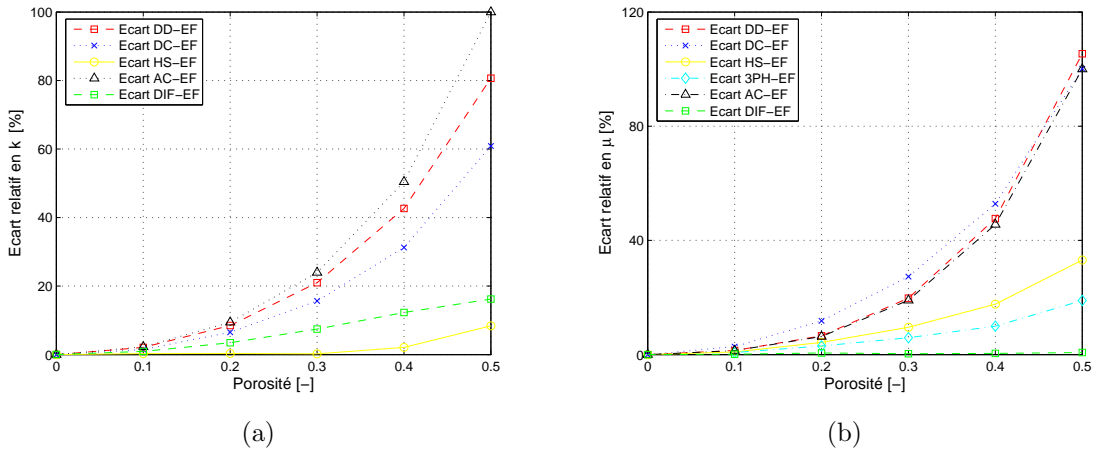 100
80
60
40
20
0
Ecart relatif en k [%]
Ecart DD−EF
Ecart DC−EF
Ecart HS−EF
Ecart AC−EF
Ecart DIF−EF
0 0.1 0.2 0.3 0.4 0.5
Porosité [−]
(a)
120
80
40
0
Ecart relatif en μ [%]
Ecart DD−EF
Ecart DC−EF
Ecart HS−EF
Ecart 3PH−EF
Ecart AC−EF
Ecart DIF−EF
0 0.1 0.2 0.3 0.4 0.5
Porosité [−]
(b)